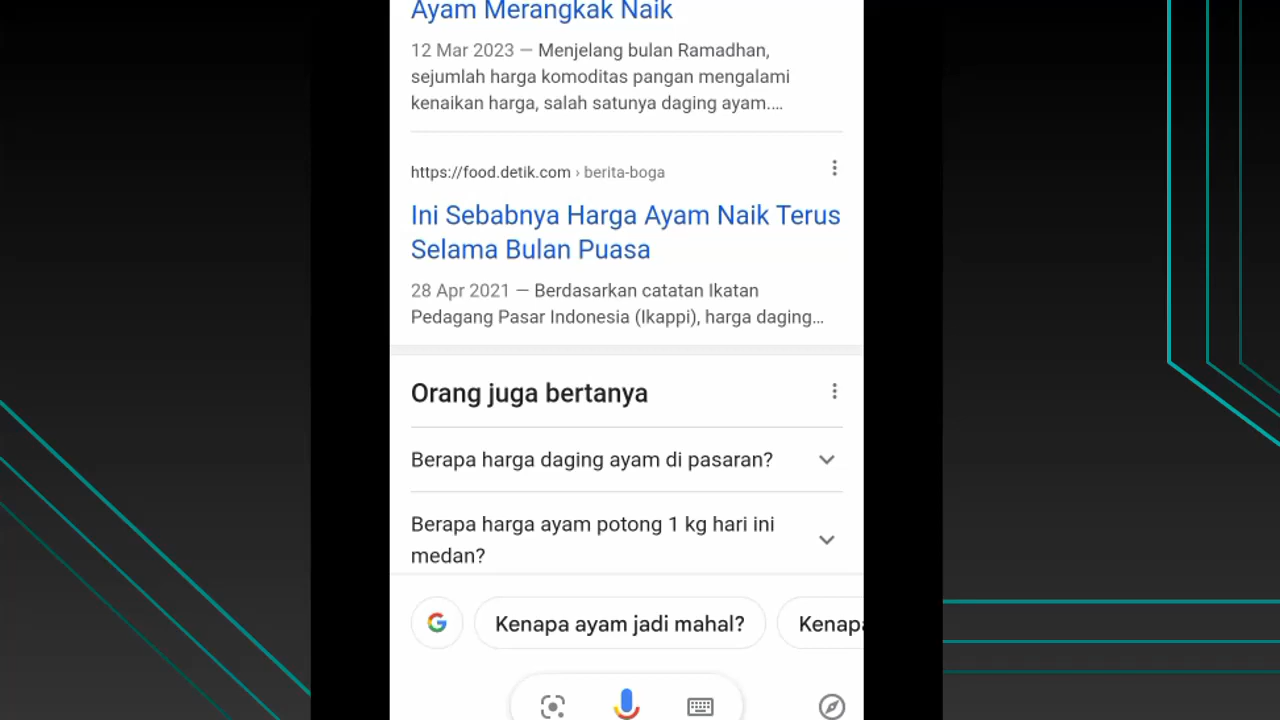 Ayam Merangkak Naik
12 Mar 2023 — Menjelang bulan Ramadhan,
sejumlah harga komoditas pangan mengalami
kenaikan harga, salah satunya daging ayam....
https://food.detik.com › berita-boga
Ini Sebabnya Harga Ayam Naik Terus
Selama Bulan Puasa
28 Apr 2021 — Berdasarkan catatan Ikatan
Pedagang Pasar Indonesia (Ikappi), harga daging...
Orang juga bertanya
Berapa harga daging ayam di pasaran?
Berapa harga ayam potong 1 kg hari ini
medan?
Kenapa ayam jadi mahal?
Kenapa